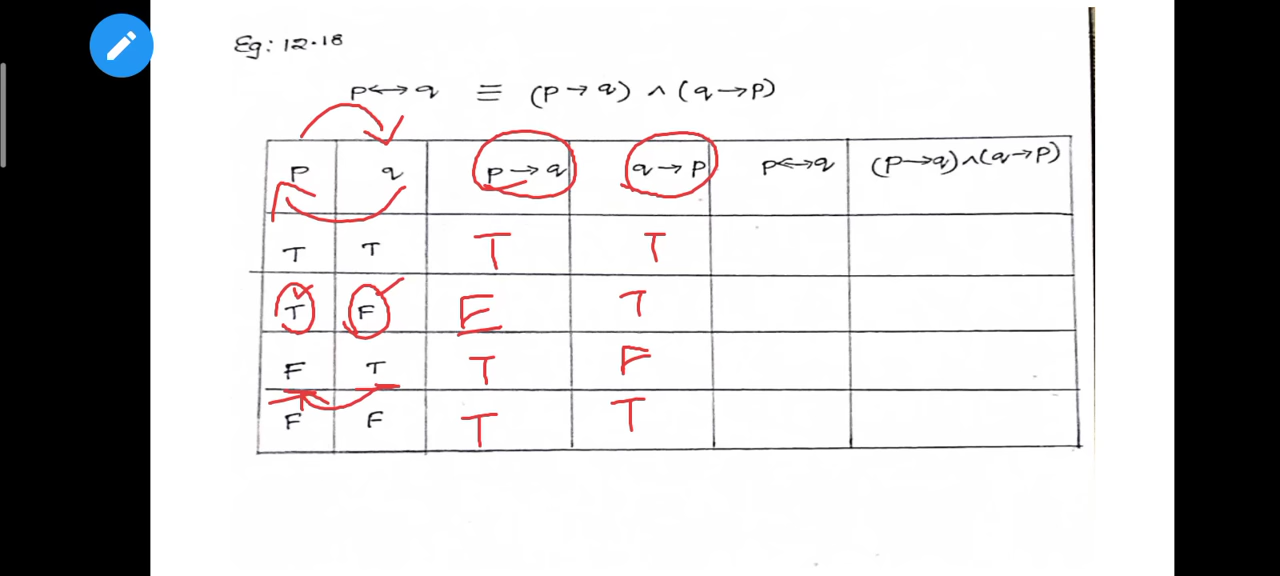 Eg: 12.18
p↔q ≡ (p→q) ∧ (q→p)
p q p→q q→p p↔q (p→q)∧(q→p)
T T T T
T F F T
F T T F
F F T T